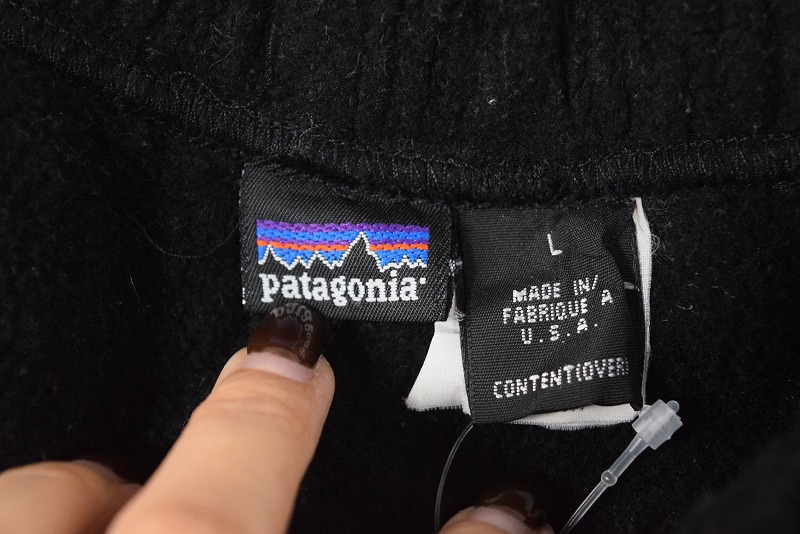 patagonia
L
MADE IN/
FABRIQUE A
U.S.A.
CONTENT(OVER)